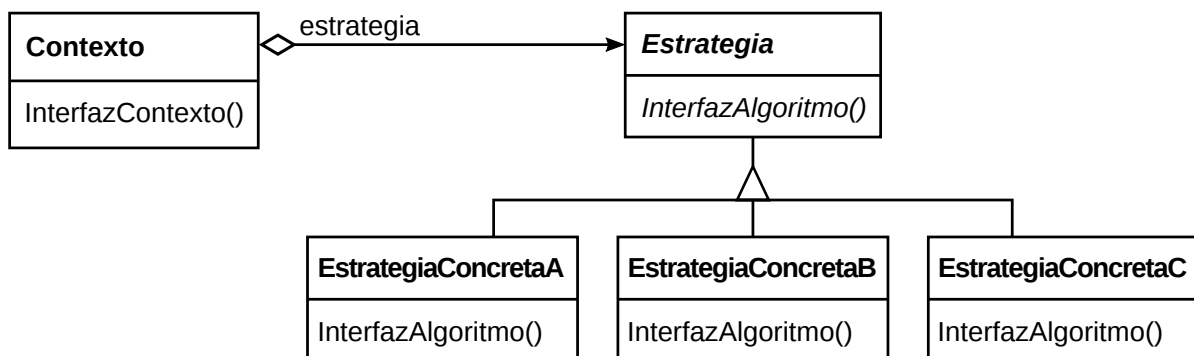 Contexto
estrategia
Estrategia
InterfazContexto()
InterfazAlgoritmo()
EstrategiaConcretaA
EstrategiaConcretaB
EstrategiaConcretaC
InterfazAlgoritmo()
InterfazAlgoritmo()
InterfazAlgoritmo()